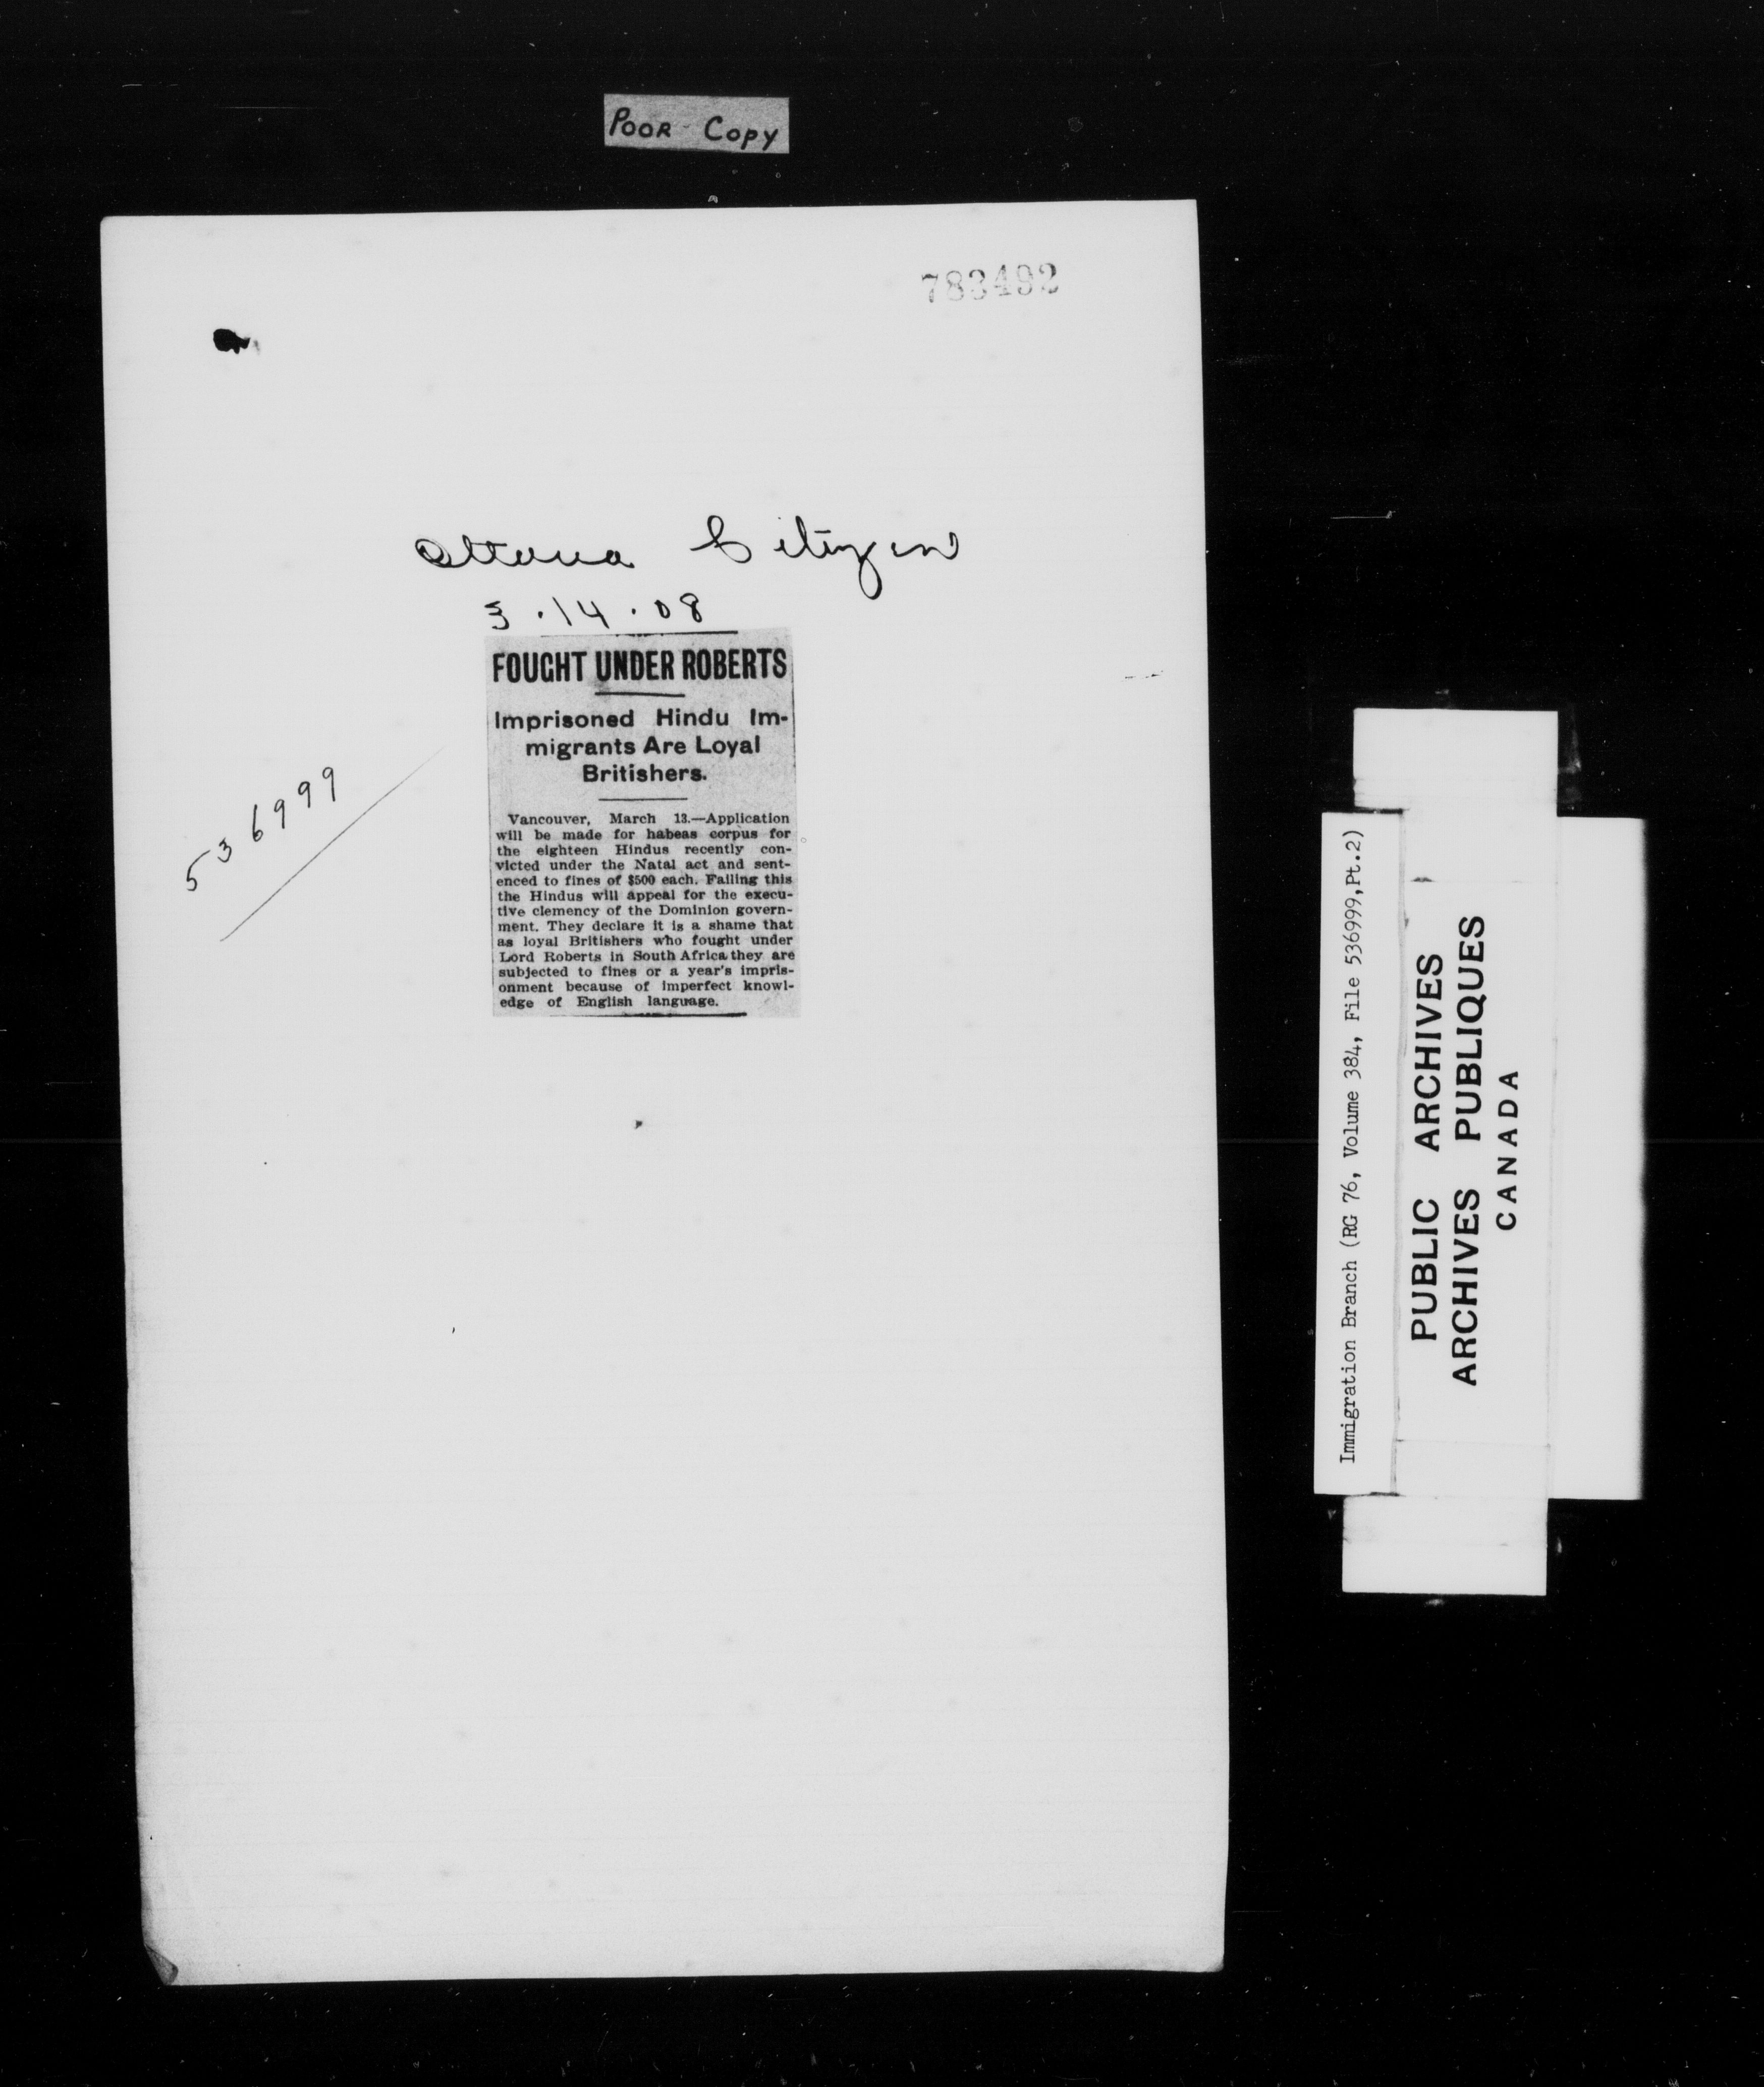 POOR COPY
783492
Ottawa Citizen
3.14.08
FOUGHT UNDER ROBERTS
Imprisoned Hindu Im-
migrants Are Loyal
Britishers.
Vancouver, March 13.—Application
will be made for habeas corpus for
the eighteen Hindus recently con-
victed under the Natal act and sent-
enced to fines of $500 each. Failing this
the Hindus will appeal for the execu-
tive clemency of the Dominion govern-
ment. They declare it is a shame that
as loyal Britishers who fought under
Lord Roberts in South Africa they are
subjected to fines or a year's impris-
onment because of imperfect knowl-
edge of English language.
536999
Immigration Branch (RG 76, Volume 384, File 536999,Pt.2)
PUBLIC ARCHIVES
ARCHIVES PUBLIQUES
CANADA